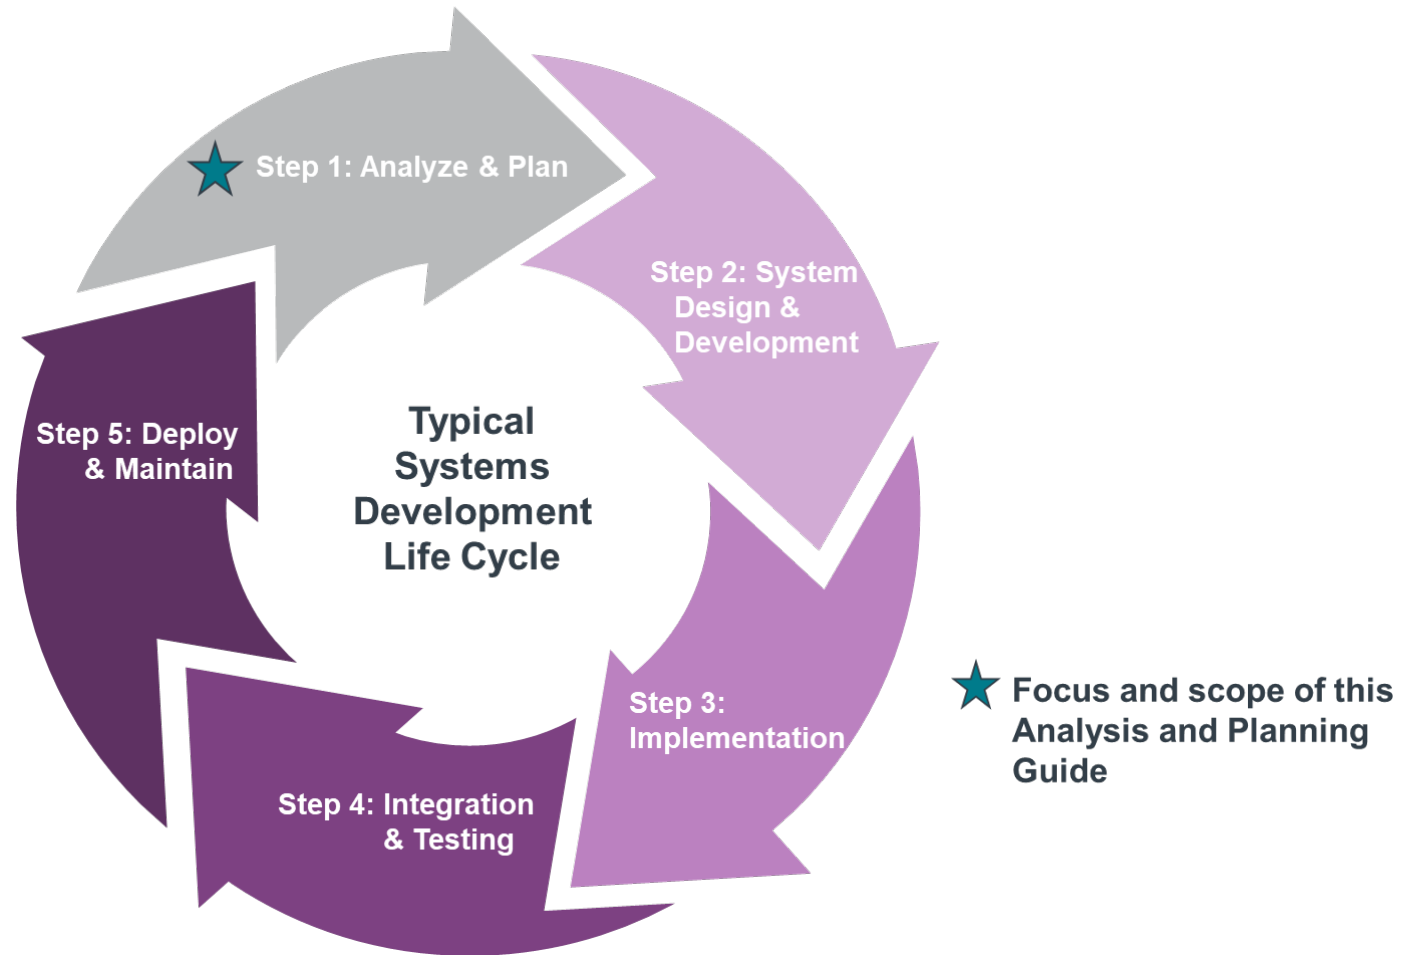 Step 1: Analyze & Plan
Step 2: System
Design &
Development
Step 3:
Implementation
Step 4: Integration
& Testing
Step 5: Deploy
& Maintain
Typical
Systems
Development
Life Cycle
Focus and scope of this
Analysis and Planning
Guide